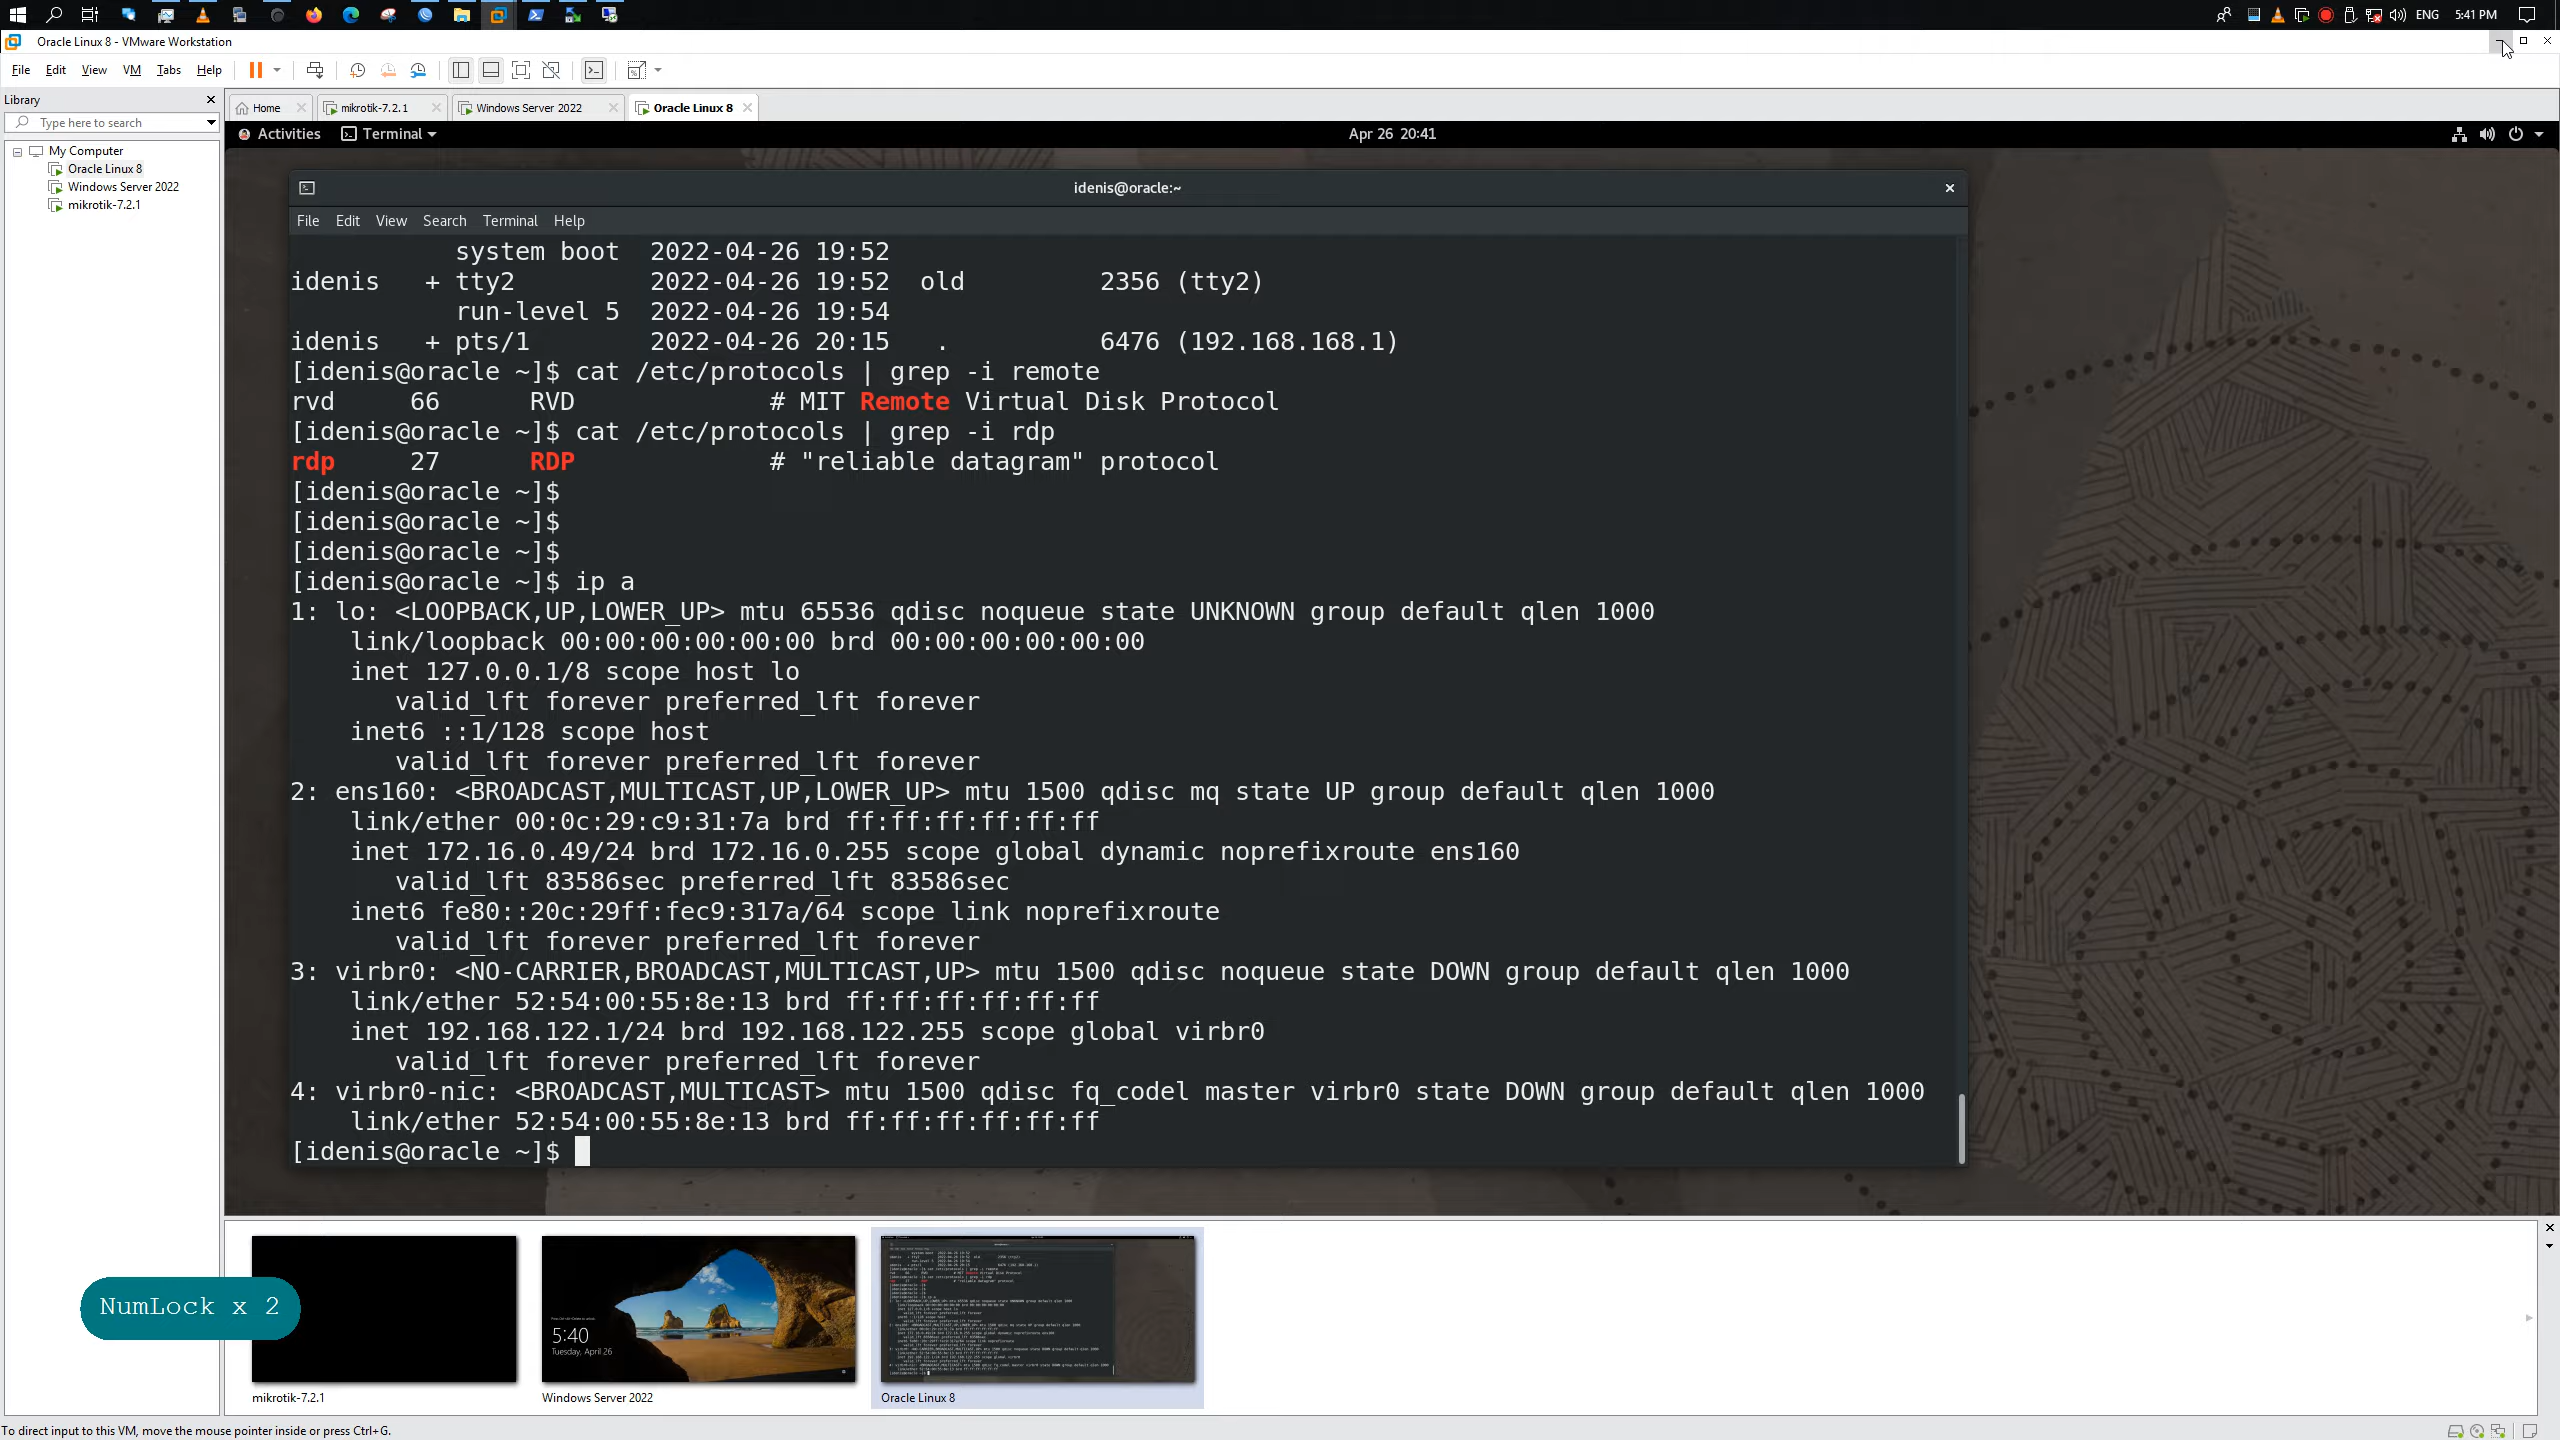 ENG 5:41 PM
Oracle Linux 8 - VMware Workstation
File Edit View VM Tabs Help
Library
Type here to search
My Computer
Oracle Linux 8
Windows Server 2022
mikrotik-7.2.1
Home mikrotik-7.2.1 Windows Server 2022 Oracle Linux 8
Activities Terminal Apr 26 20:41
idenis@oracle:~
File Edit View Search Terminal Help
system boot 2022-04-26 19:52
idenis + tty2 2022-04-26 19:52 old 2356 (tty2)
run-level 5 2022-04-26 19:54
idenis + pts/1 2022-04-26 20:15 . 6476 (192.168.168.1)
[idenis@oracle ~]$ cat /etc/protocols | grep -i remote
rvd 66 RVD # MIT Remote Virtual Disk Protocol
[idenis@oracle ~]$ cat /etc/protocols | grep -i rdp
rdp 27 RDP # "reliable datagram" protocol
[idenis@oracle ~]$
[idenis@oracle ~]$
[idenis@oracle ~]$
[idenis@oracle ~]$ ip a
1: lo: <LOOPBACK,UP,LOWER_UP> mtu 65536 qdisc noqueue state UNKNOWN group default qlen 1000
link/loopback 00:00:00:00:00:00 brd 00:00:00:00:00:00
inet 127.0.0.1/8 scope host lo
valid_lft forever preferred_lft forever
inet6 ::1/128 scope host
valid_lft forever preferred_lft forever
2: ens160: <BROADCAST,MULTICAST,UP,LOWER_UP> mtu 1500 qdisc mq state UP group default qlen 1000
link/ether 00:0c:29:c9:31:7a brd ff:ff:ff:ff:ff:ff
inet 172.16.0.49/24 brd 172.16.0.255 scope global dynamic noprefixroute ens160
valid_lft 83586sec preferred_lft 83586sec
inet6 fe80::20c:29ff:fec9:317a/64 scope link noprefixroute
valid_lft forever preferred_lft forever
3: virbr0: <NO-CARRIER,BROADCAST,MULTICAST,UP> mtu 1500 qdisc noqueue state DOWN group default qlen 1000
link/ether 52:54:00:55:8e:13 brd ff:ff:ff:ff:ff:ff
inet 192.168.122.1/24 brd 192.168.122.255 scope global virbr0
valid_lft forever preferred_lft forever
4: virbr0-nic: <BROADCAST,MULTICAST> mtu 1500 qdisc fq_codel master virbr0 state DOWN group default qlen 1000
link/ether 52:54:00:55:8e:13 brd ff:ff:ff:ff:ff:ff
[idenis@oracle ~]$
NumLock x 2
5:40
Tuesday, April 26
mikrotik-7.2.1 Windows Server 2022 Oracle Linux 8
To direct input to this VM, move the mouse pointer inside or press Ctrl+G.